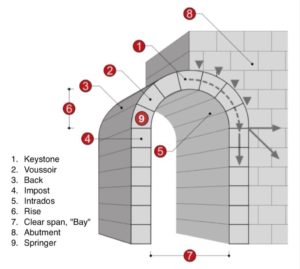 8
1
2
3
6
9
4
5
7
1. Keystone
2. Voussoir
3. Back
4. Impost
5. Intrados
6. Rise
7. Clear span, "Bay"
8. Abutment
9. Springer